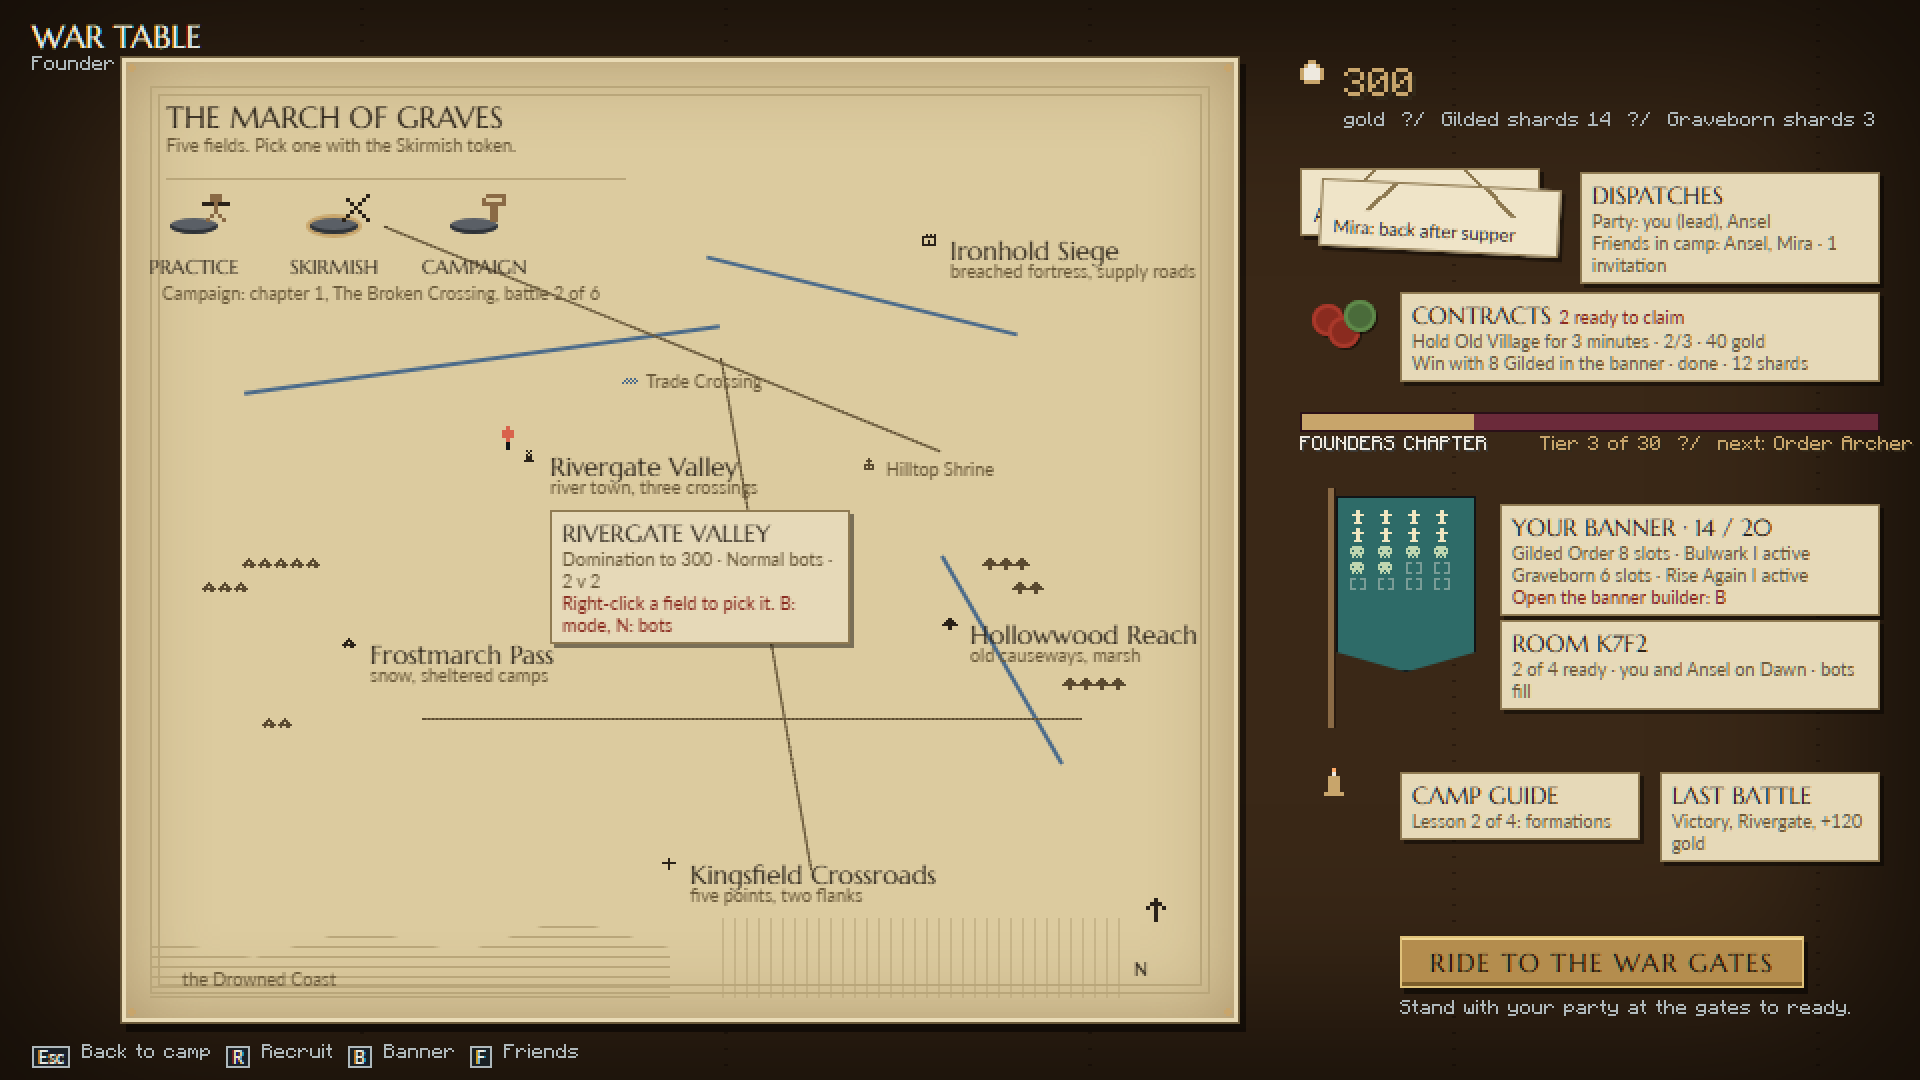 WAR TABLE
Founder
THE MARCH OF GRAVES
Five fields. Pick one with the Skirmish token.
PRACTICE
SKIRMISH
CAMPAIGN
Campaign: chapter 1, The Broken Crossing, battle 2 of 6
Ironhold Siege
breached fortress, supply roads
Trade Crossing
Rivergate Valley
river town, three crossings
Hilltop Shrine
RIVERGATE VALLEY
Domination to 300 · Normal bots ·
2 v 2
Right-click a field to pick it. B:
mode, N: bots
Frostmarch Pass
snow, sheltered camps
Hollowwood Reach
old causeways, marsh
Kingsfield Crossroads
five points, two flanks
the Drowned Coast
N
300
gold ?/ Gilded shards 14 ?/ Graveborn shards 3
Mira: back after supper
DISPATCHES
Party: you (lead), Ansel
Friends in camp: Ansel, Mira · 1
invitation
CONTRACTS 2 ready to claim
Hold Old Village for 3 minutes · 2/3 · 40 gold
Win with 8 Gilded in the banner · done · 12 shards
FOUNDERS CHAPTER
Tier 3 of 30 ?/ next: Order Archer
YOUR BANNER · 14 / 20
Gilded Order 8 slots · Bulwark I active
Graveborn 6 slots · Rise Again I active
Open the banner builder: B
ROOM K7F2
2 of 4 ready · you and Ansel on Dawn · bots
fill
CAMP GUIDE
Lesson 2 of 4: formations
LAST BATTLE
Victory, Rivergate, +120
gold
RIDE TO THE WAR GATES
Stand with your party at the gates to ready.
Esc Back to camp R Recruit B Banner F Friends